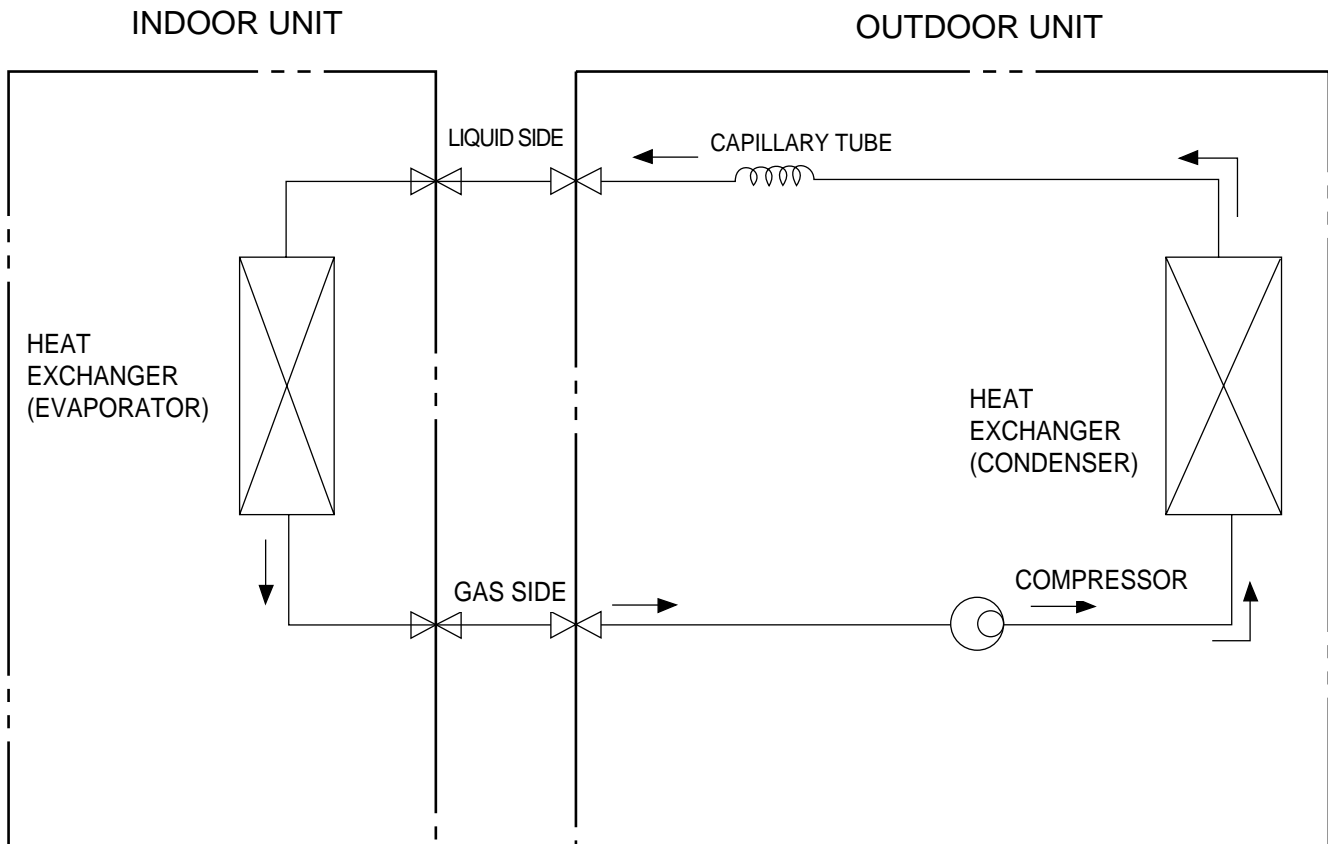 INDOOR UNIT
OUTDOOR UNIT
LIQUID SIDE
CAPILLARY TUBE
HEAT
EXCHANGER
(EVAPORATOR)
HEAT
EXCHANGER
(CONDENSER)
GAS SIDE
COMPRESSOR